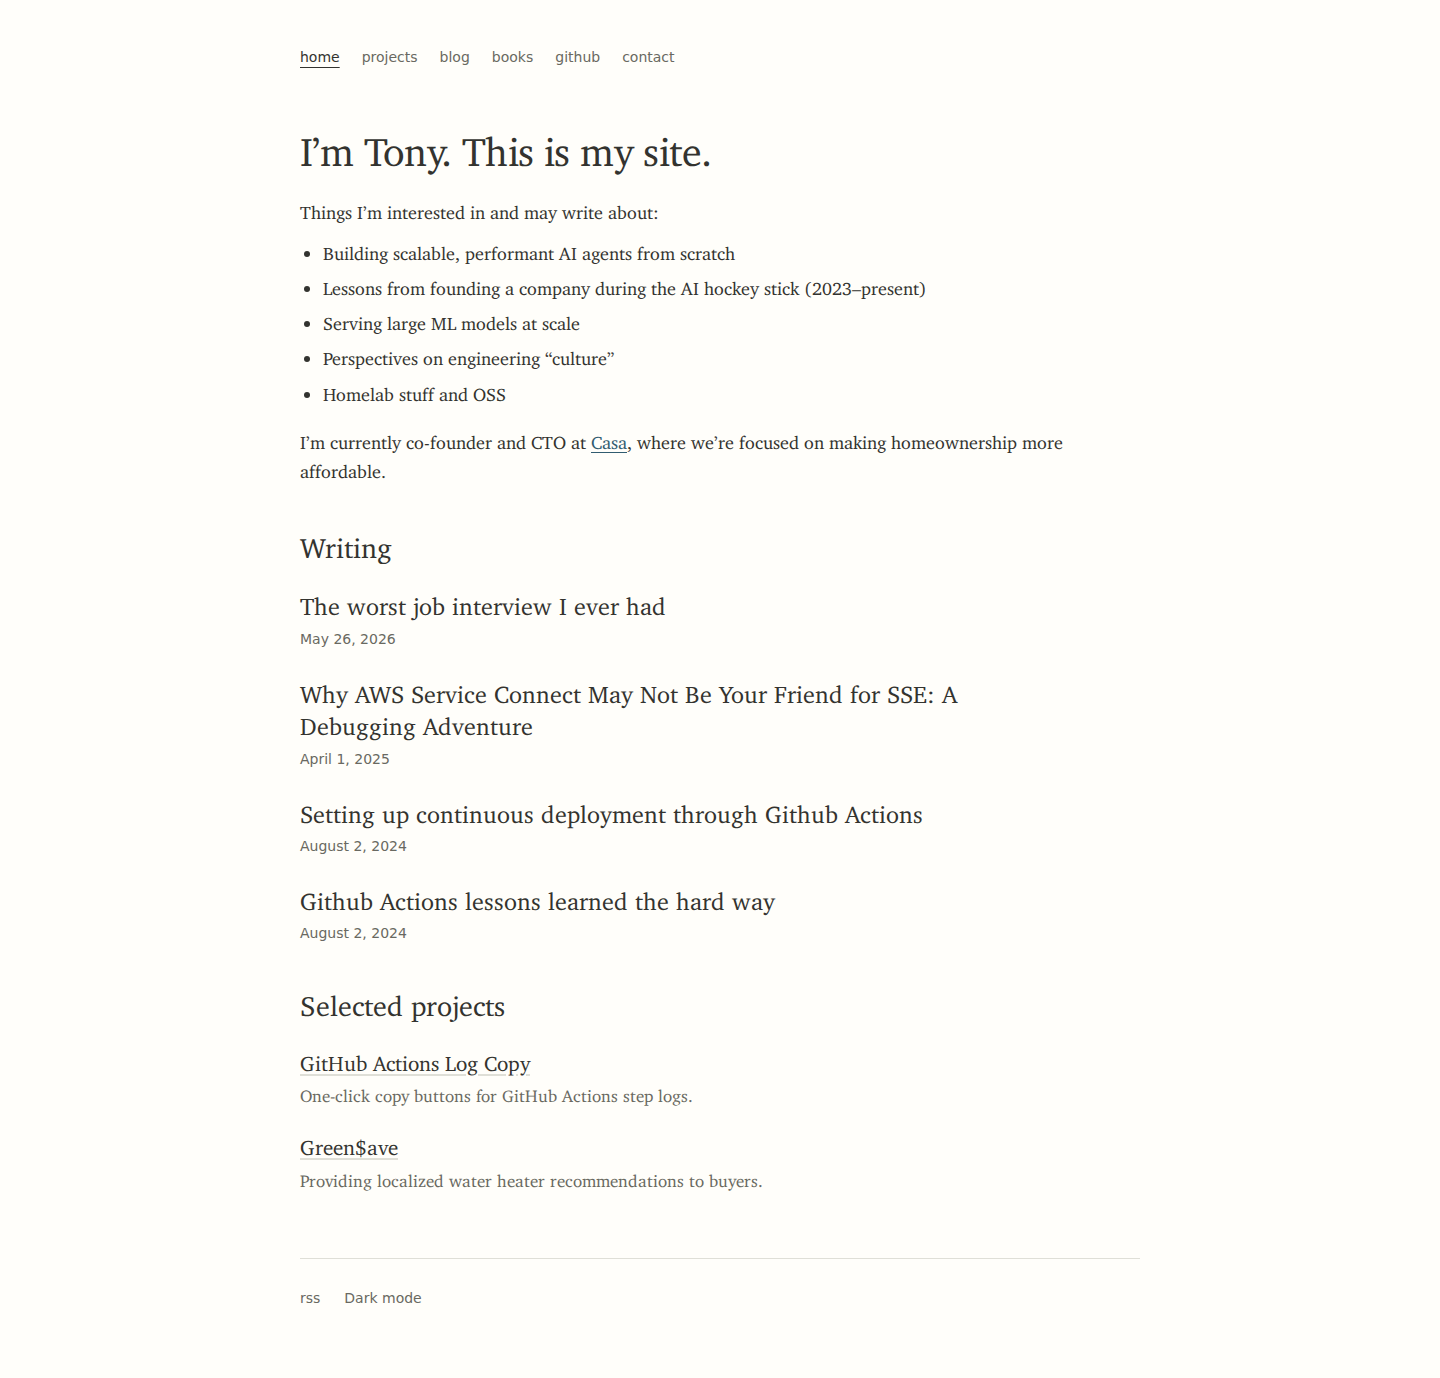 home projects blog books github contact
I’m Tony. This is my site.
Things I’m interested in and may write about:
• Building scalable, performant AI agents from scratch
• Lessons from founding a company during the AI hockey stick (2023–present)
• Serving large ML models at scale
• Perspectives on engineering “culture”
• Homelab stuff and OSS
I’m currently co-founder and CTO at Casa, where we’re focused on making homeownership more
affordable.
Writing
The worst job interview I ever had
May 26, 2026
Why AWS Service Connect May Not Be Your Friend for SSE: A
Debugging Adventure
April 1, 2025
Setting up continuous deployment through Github Actions
August 2, 2024
Github Actions lessons learned the hard way
August 2, 2024
Selected projects
GitHub Actions Log Copy
One-click copy buttons for GitHub Actions step logs.
Green$ave
Providing localized water heater recommendations to buyers.
rss Dark mode